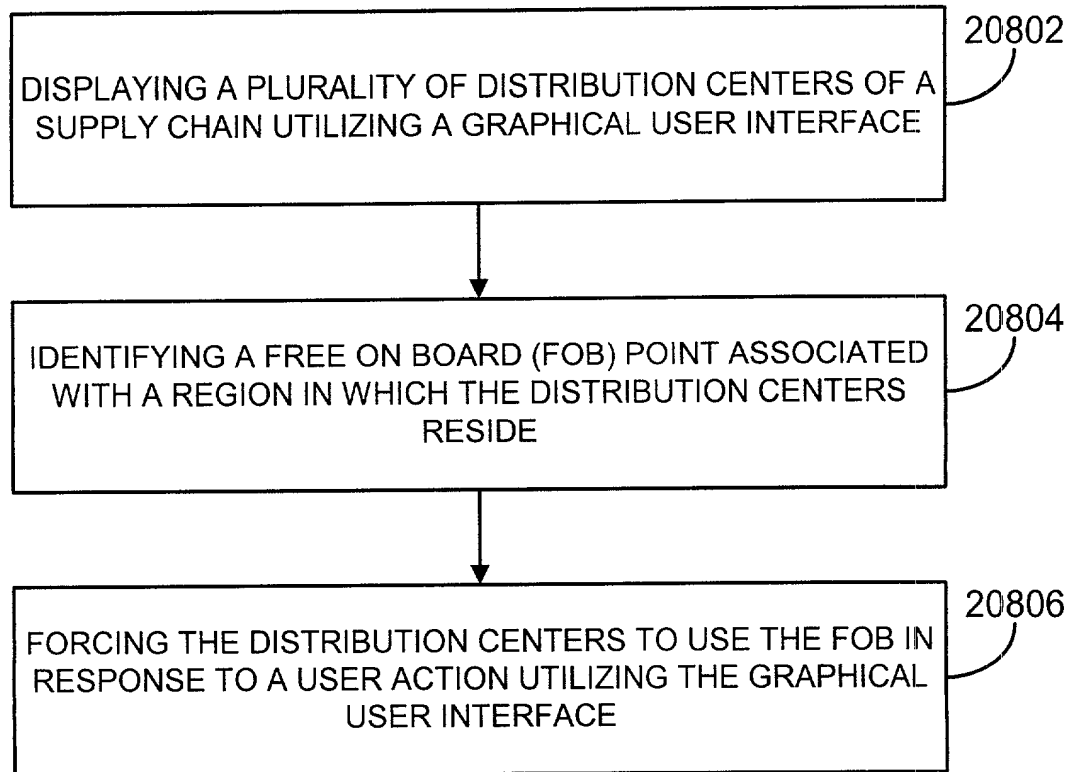 20802
DISPLAYING A PLURALITY OF DISTRIBUTION CENTERS OF A
SUPPLY CHAIN UTILIZING A GRAPHICAL USER INTERFACE
20804
IDENTIFYING A FREE ON BOARD (FOB) POINT ASSOCIATED
WITH A REGION IN WHICH THE DISTRIBUTION CENTERS
RESIDE
20806
FORCING THE DISTRIBUTION CENTERS TO USE THE FOB IN
RESPONSE TO A USER ACTION UTILIZING THE GRAPHICAL
USER INTERFACE